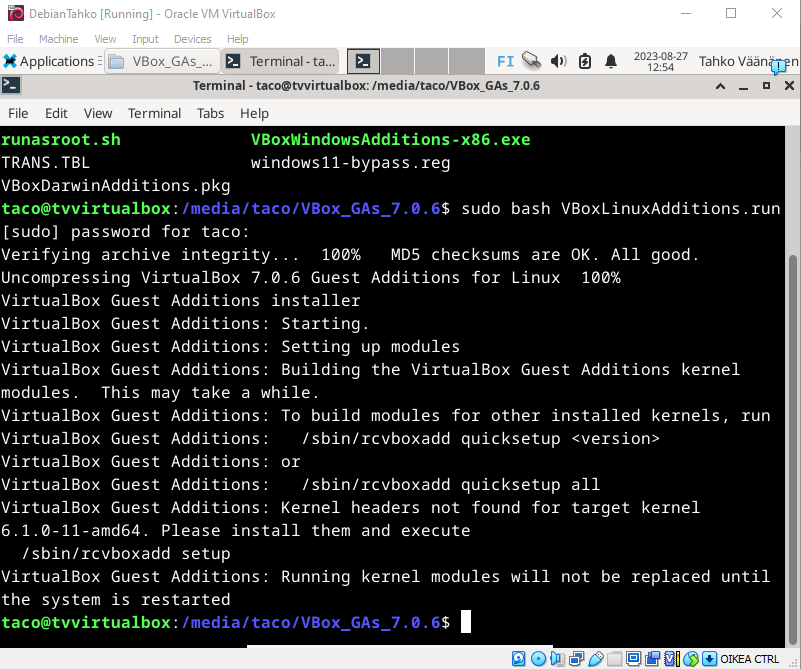 DebianTahko [Running] - Oracle VM VirtualBox
File Machine View Input Devices Help
Applications VBox_GAs_... Terminal - ta... FI 2023-08-27 Tahko Väänänen
12:54
Terminal - taco@tvvirtualbox: /media/taco/VBox_GAs_7.0.6
File Edit View Terminal Tabs Help
runasroot.sh VBoxWindowsAdditions-x86.exe
TRANS.TBL windows11-bypass.reg
VBoxDarwinAdditions.pkg
taco@tvvirtualbox:/media/taco/VBox_GAs_7.0.6$ sudo bash VBoxLinuxAdditions.run
[sudo] password for taco:
Verifying archive integrity...  100%   MD5 checksums are OK. All good.
Uncompressing VirtualBox 7.0.6 Guest Additions for Linux  100%
VirtualBox Guest Additions installer
VirtualBox Guest Additions: Starting.
VirtualBox Guest Additions: Setting up modules
VirtualBox Guest Additions: Building the VirtualBox Guest Additions kernel
modules.  This may take a while.
VirtualBox Guest Additions: To build modules for other installed kernels, run
VirtualBox Guest Additions:   /sbin/rcvboxadd quicksetup <version>
VirtualBox Guest Additions: or
VirtualBox Guest Additions:   /sbin/rcvboxadd quicksetup all
VirtualBox Guest Additions: Kernel headers not found for target kernel
6.1.0-11-amd64. Please install them and execute
  /sbin/rcvboxadd setup
VirtualBox Guest Additions: Running kernel modules will not be replaced until
the system is restarted
taco@tvvirtualbox:/media/taco/VBox_GAs_7.0.6$
OIKEA CTRL